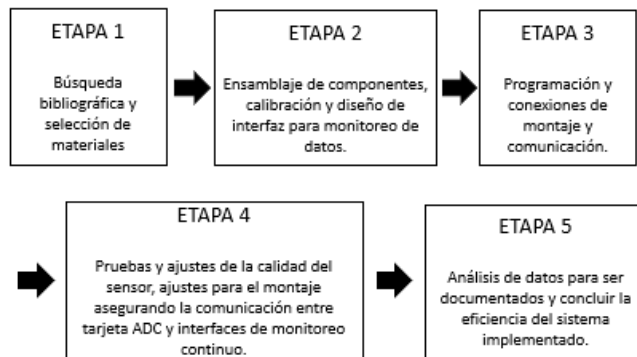 ETAPA 1
Búsqueda
bibliográfica y
selección de
materiales
ETAPA 2
Ensamblaje de componentes,
calibración y diseño de
interfaz para monitoreo de
datos.
ETAPA 3
Programación y
conexiones de
montaje y
comunicación.
ETAPA 4
Pruebas y ajustes de la calidad del
sensor, ajustes para el montaje
asegurando la comunicación entre
tarjeta ADC y interfaces de monitoreo
continuo.
ETAPA 5
Análisis de datos para ser
documentados y concluir la
eficiencia del sistema
implementado.